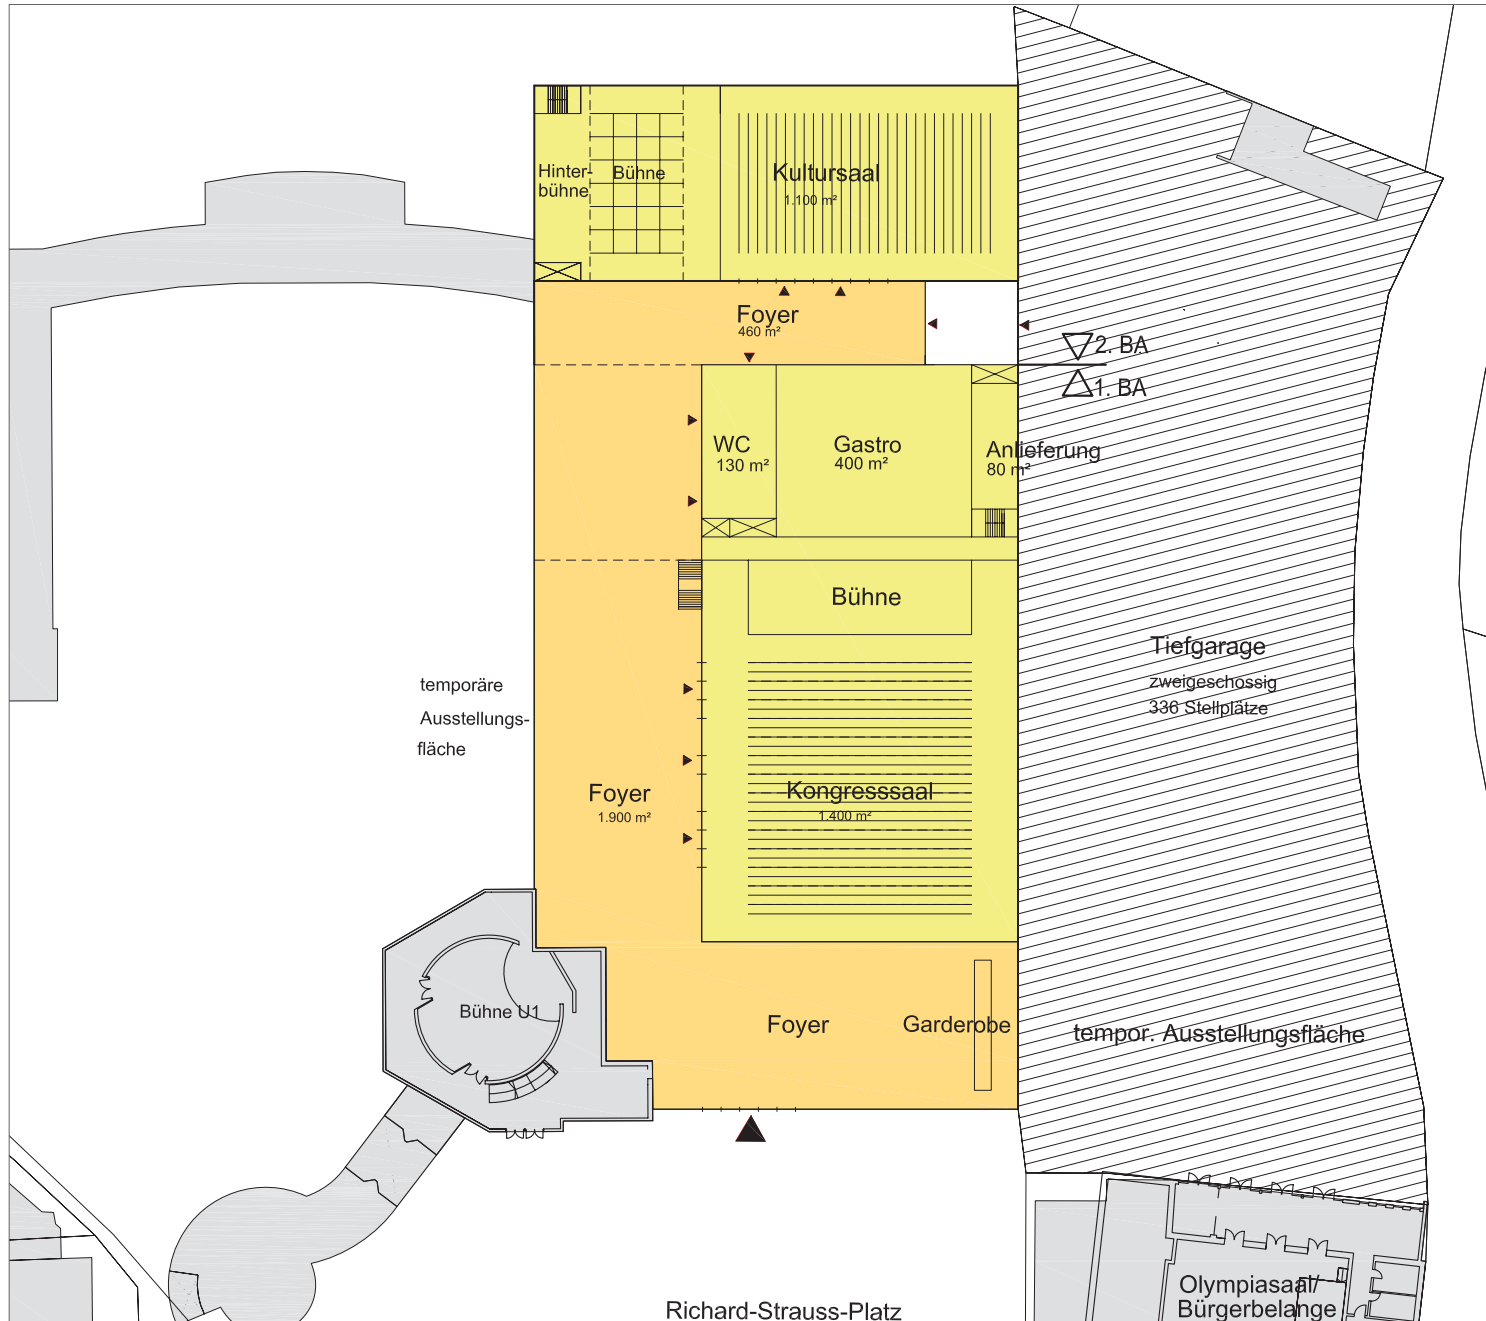 Hinter-
bühne
Bühne
Kultursaal
1.100 m²
Foyer
460 m²
2. BA
1. BA
WC
130 m²
Gastro
400 m²
Anlieferung
80 m²
Bühne
Tiefgarage
zweigeschossig
336 Stellplätze
temporäre
Ausstellungs-
fläche
Foyer
1.900 m²
Kongresssaal
1.400 m²
Bühne U1
Foyer
Garderobe
tempor. Ausstellungsfläche
Olympiasaal/
Bürgerbelange
Richard-Strauss-Platz